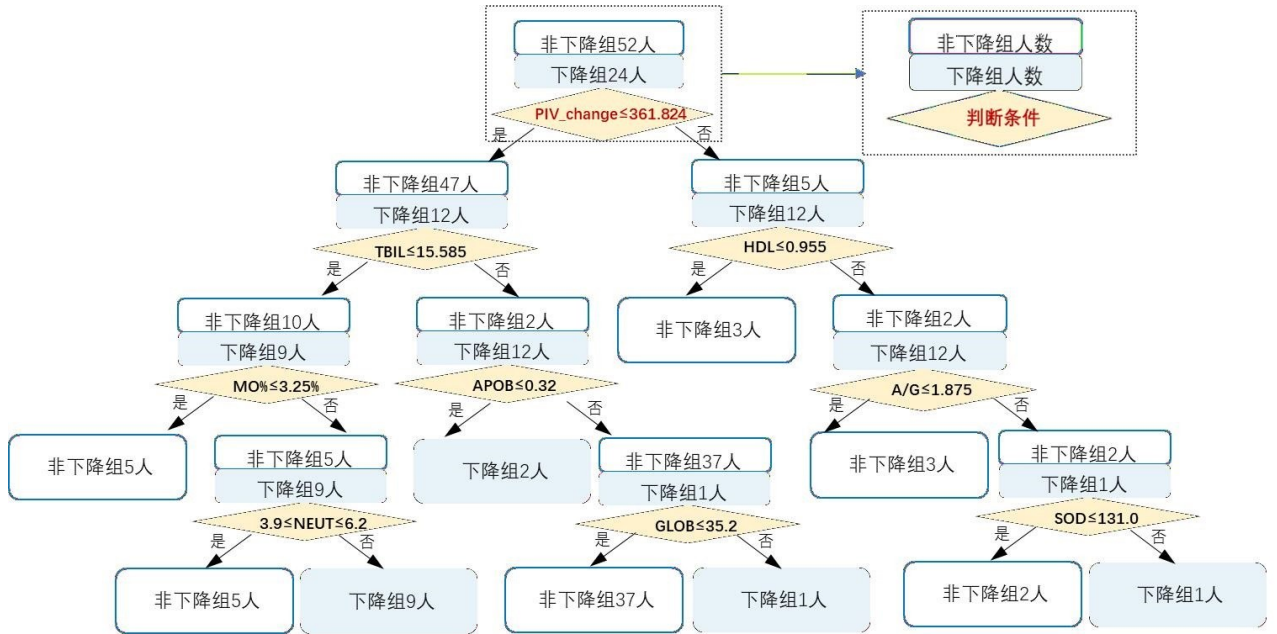 非下降组52人
下降组24人
PIV_change≤361.824
非下降组人数
下降组人数
判断条件
是
否
非下降组47人
下降组12人
TBIL≤15.585
非下降组5人
下降组12人
HDL≤0.955
是
否
是
否
非下降组10人
下降组9人
MO%≤3.25%
非下降组2人
下降组12人
APOB≤0.32
非下降组3人
非下降组2人
下降组12人
A/G≤1.875
是
否
是
否
是
否
非下降组5人
非下降组5人
下降组9人
3.9≤NEUT≤6.2
下降组2人
非下降组37人
下降组1人
GLOB≤35.2
非下降组3人
非下降组2人
下降组1人
SOD≤131.0
是
否
是
否
是
否
非下降组5人
下降组9人
非下降组37人
下降组1人
非下降组2人
下降组1人